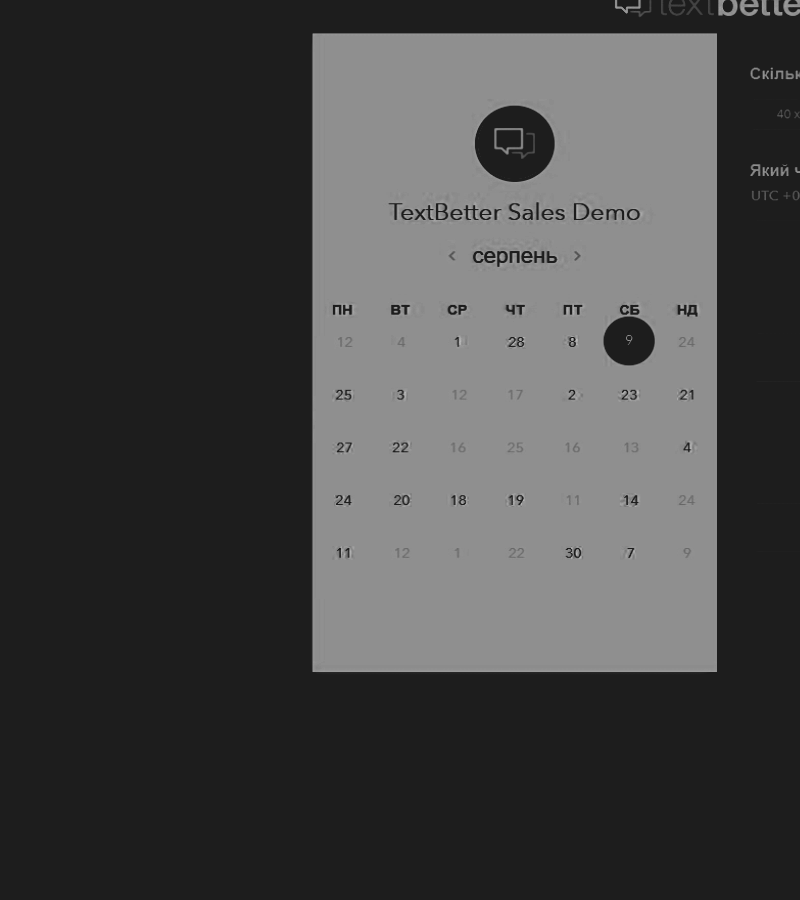 textbette
Скільк
40 х
Який ч
UTC +0
TextBetter Sales Demo
< серпень >
ПН ВТ СР ЧТ ПТ СБ НД
12 4 1 28 8 9 24
25 3 12 17 2 23 21
27 22 16 25 16 13 4
24 20 18 19 11 14 24
11 12 1 22 30 7 9